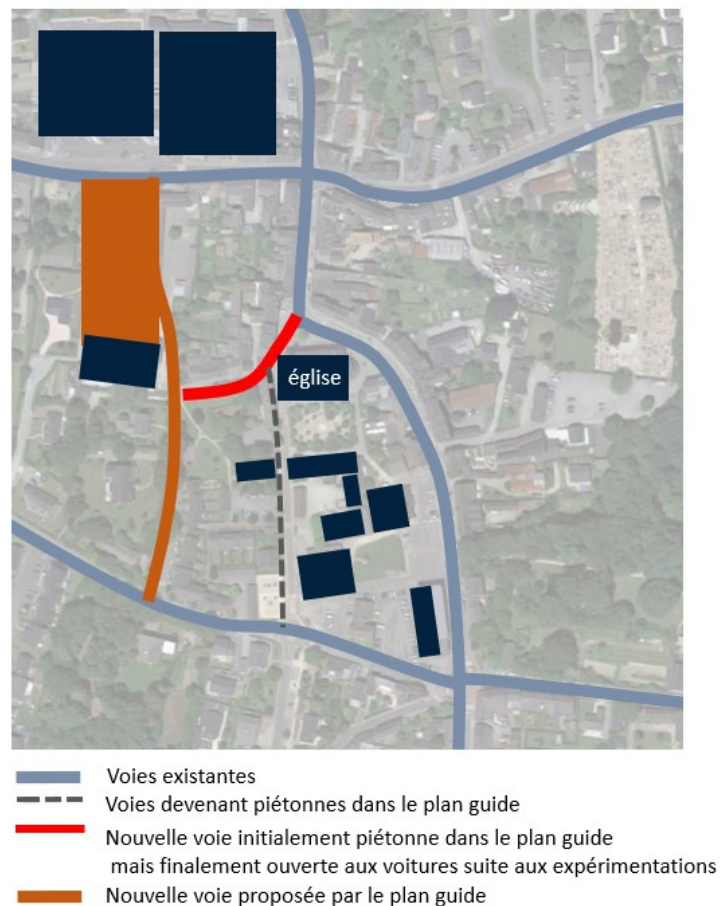 église
Voies existantes
Voies devenant piétonnes dans le plan guide
Nouvelle voie initialement piétonne dans le plan guide
mais finalement ouverte aux voitures suite aux expérimentations
Nouvelle voie proposée par le plan guide